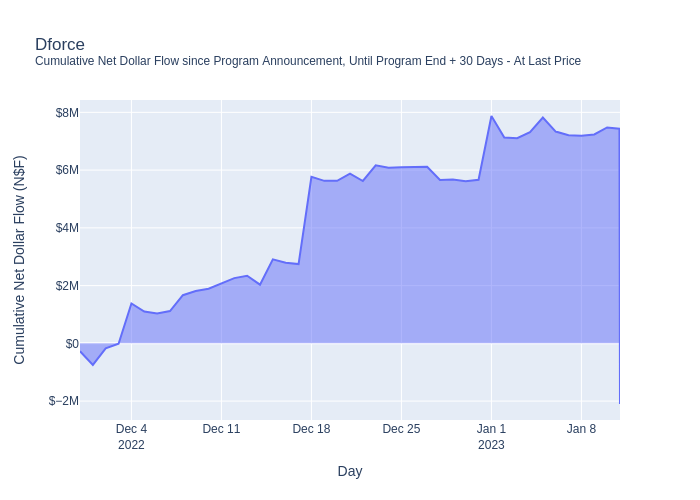 Dforce
Cumulative Net Dollar Flow since Program Announcement, Until Program End + 30 Days - At Last Price
Cumulative Net Dollar Flow (N$F)
$8M
$6M
$4M
$2M
$0
$−2M
Dec 4
2022
Dec 11
Dec 18
Dec 25
Jan 1
2023
Jan 8
Day